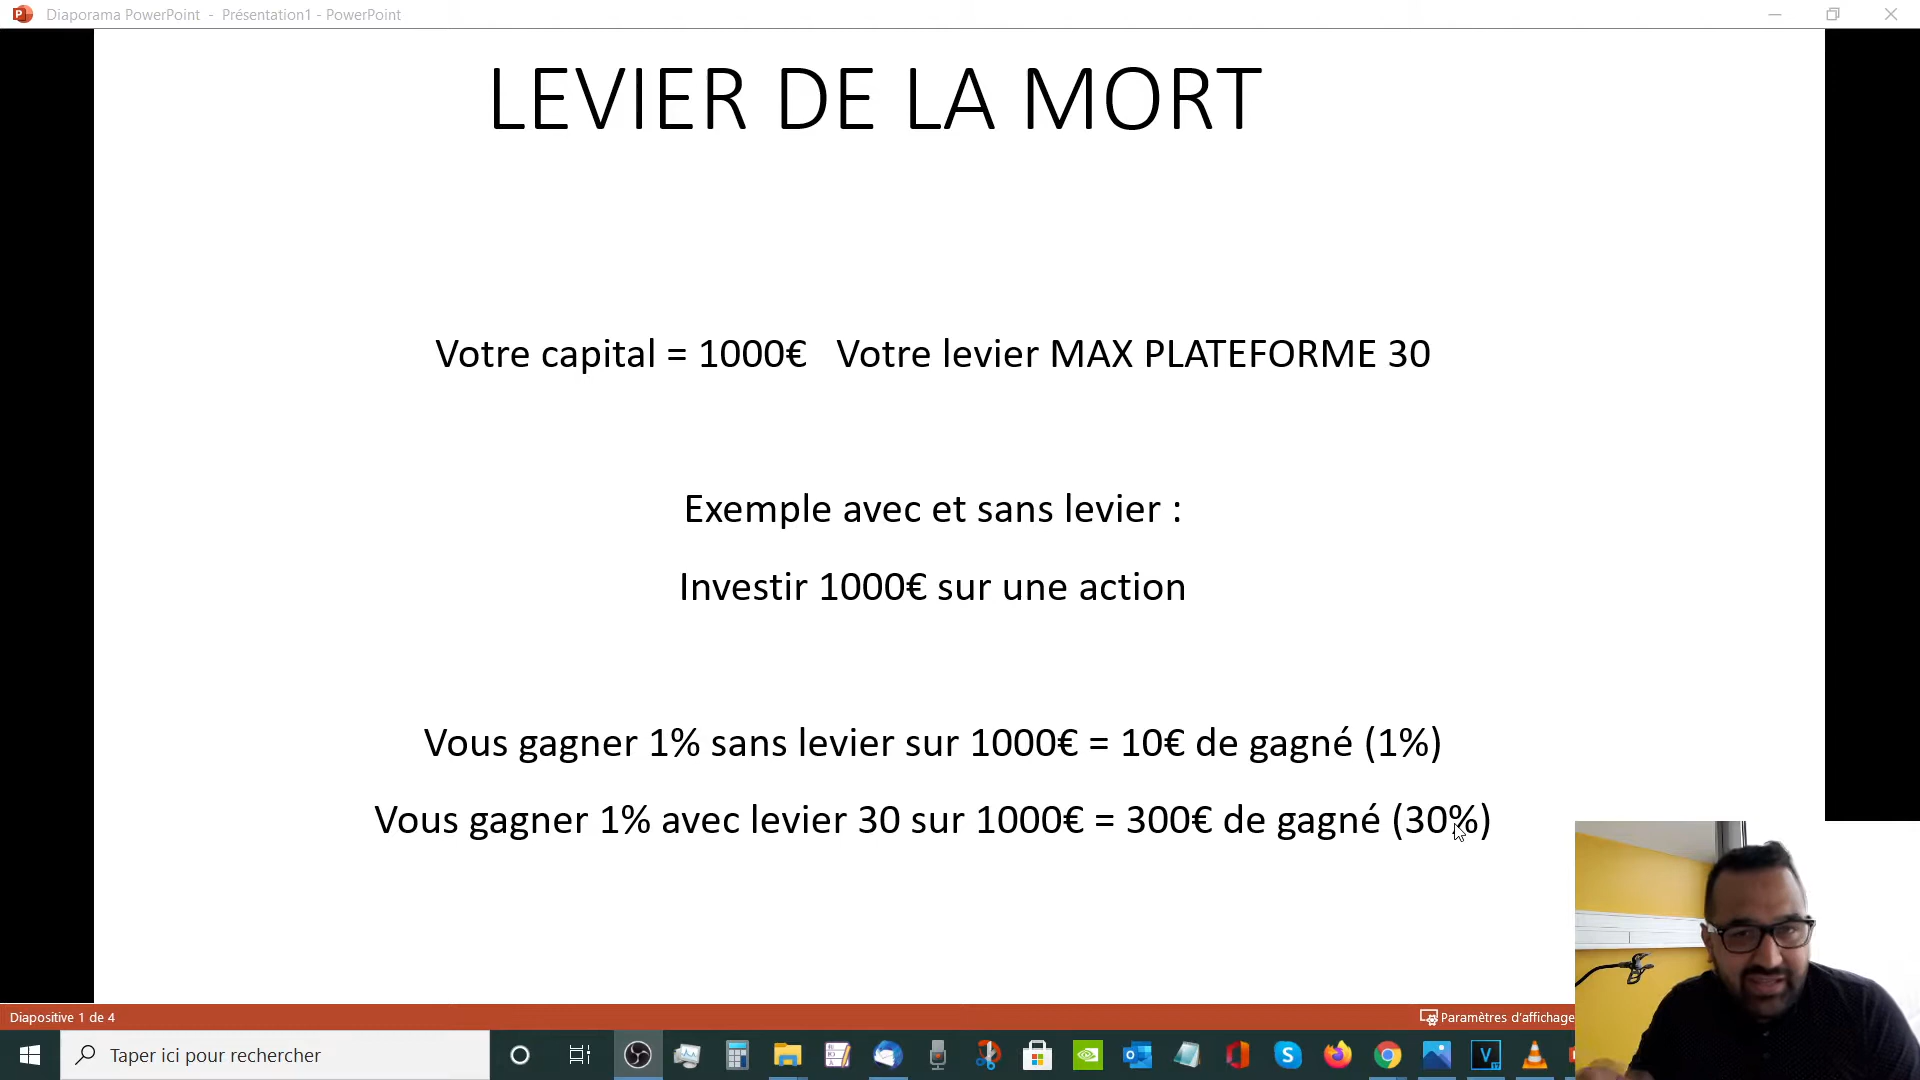 Diaporama PowerPoint - Présentation1 - PowerPoint
LEVIER DE LA MORT
Votre capital = 1000€ Votre levier MAX PLATEFORME 30
Exemple avec et sans levier :
Investir 1000€ sur une action
Vous gagner 1% sans levier sur 1000€ = 10€ de gagné (1%)
Vous gagner 1% avec levier 30 sur 1000€ = 300€ de gagné (30%)
Diapositive 1 de 4
Paramètres d'affichage
Taper ici pour rechercher